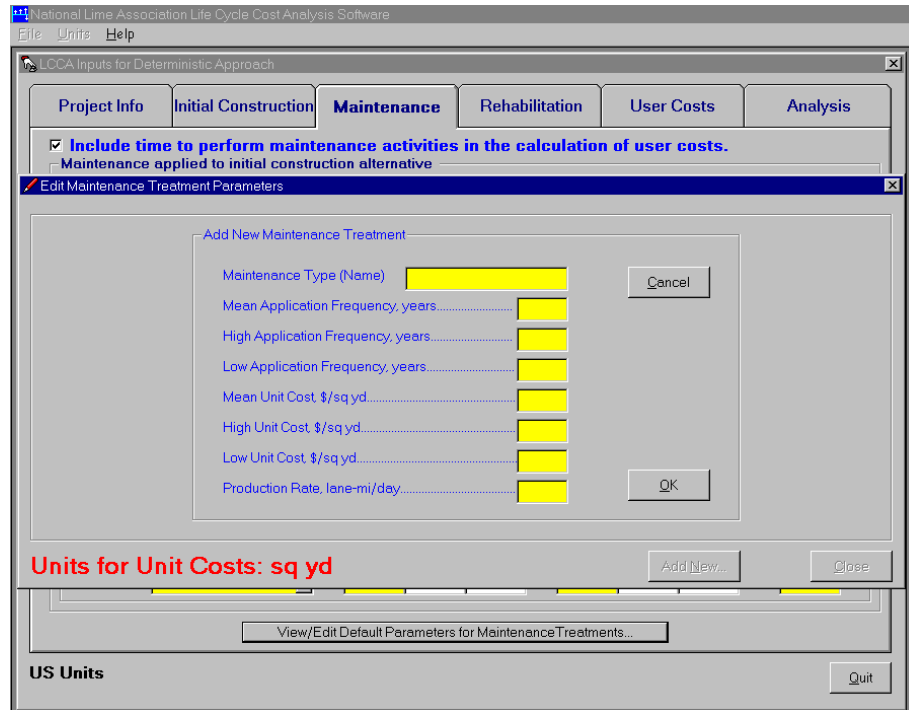 National Lime Association Life Cycle Cost Analysis Software
File Units Help
LCCA Inputs for Deterministic Approach
Project Info Initial Construction Maintenance Rehabilitation User Costs Analysis
Include time to perform maintenance activities in the calculation of user costs.
Maintenance applied to initial construction alternative
Edit Maintenance Treatment Parameters
Add New Maintenance Treatment
Maintenance Type (Name)
Cancel
Mean Application Frequency, years
High Application Frequency, years
Low Application Frequency, years
Mean Unit Cost, $/sq yd
High Unit Cost, $/sq yd
Low Unit Cost, $/sq yd
Production Rate, lane-mi/day
OK
Units for Unit Costs: sq yd
Add New... Close
View/Edit Default Parameters for MaintenanceTreatments...
US Units
Quit